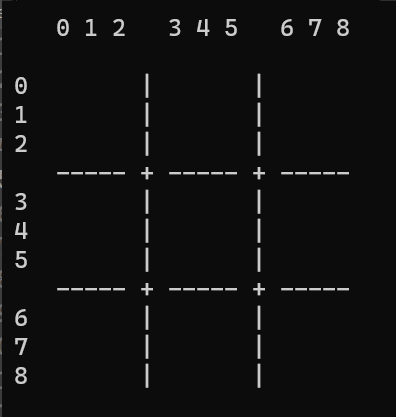 0 1 2   3 4 5   6 7 8

0         |       |
1         |       |
2         |       |
   ----- + ----- + -----
3         |       |
4         |       |
5         |       |
   ----- + ----- + -----
6         |       |
7         |       |
8         |       |